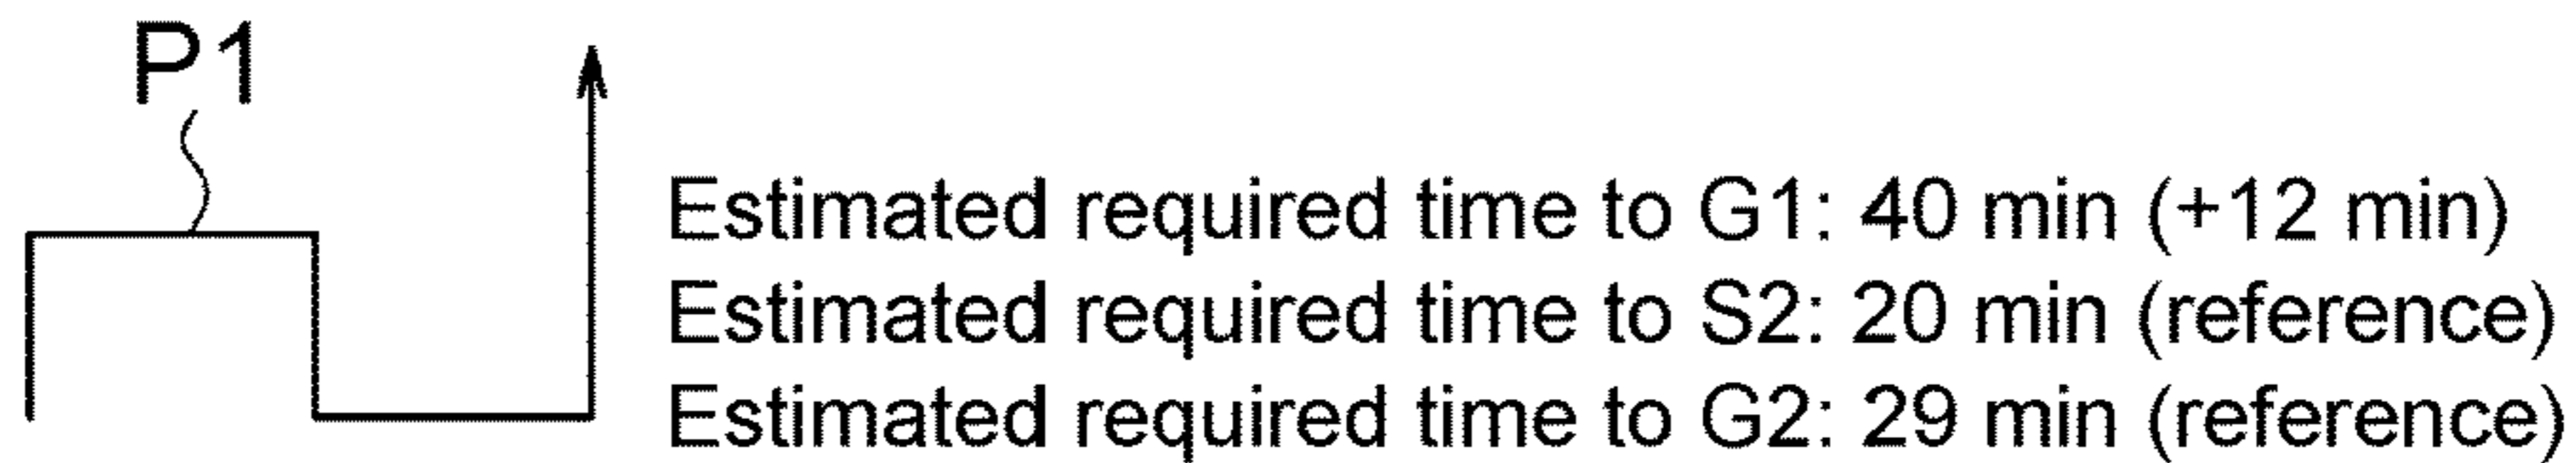 P1
Estimated required time to G1: 40 min (+12 min)
Estimated required time to S2: 20 min (reference)
Estimated required time to G2: 29 min (reference)